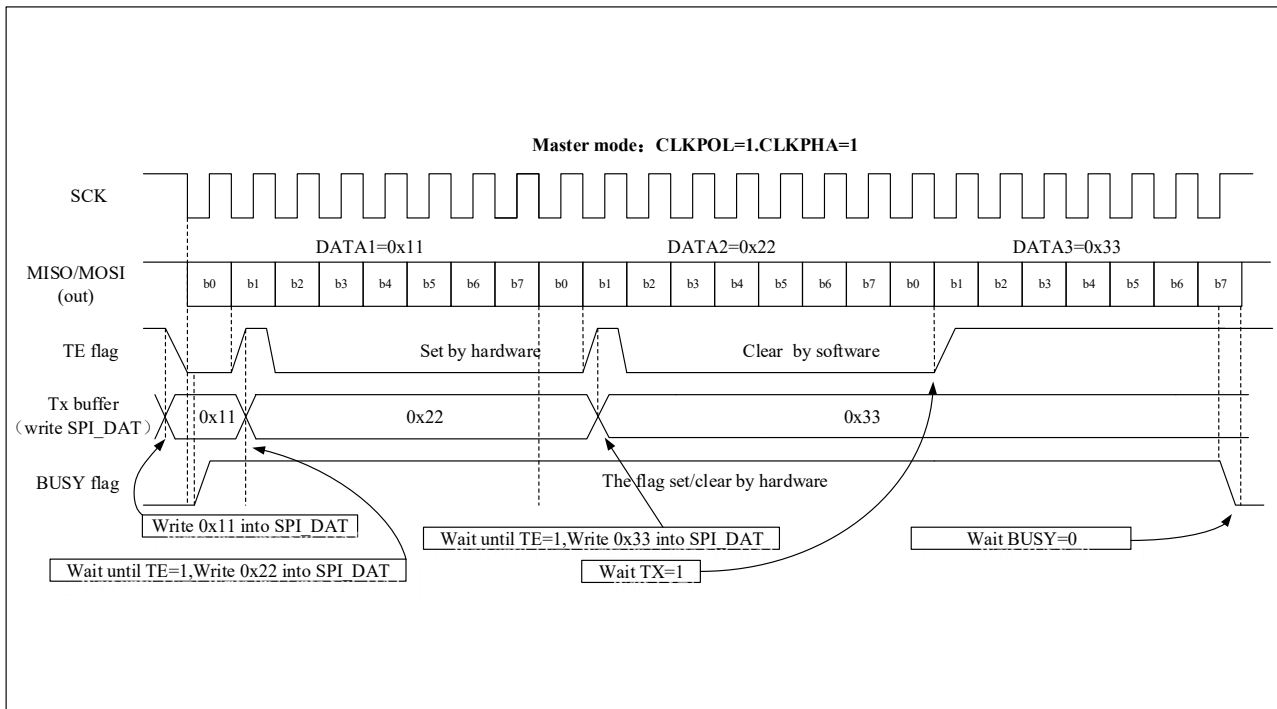 Master mode：CLKPOL=1.CLKPHA=1
SCK
DATA1=0x11 DATA2=0x22 DATA3=0x33
MISO/MOSI
(out)
b0 b1 b2 b3 b4 b5 b6 b7 b0 b1 b2 b3 b4 b5 b6 b7 b0 b1 b2 b3 b4 b5 b6 b7
TE flag
Set by hardware
Clear by software
Tx buffer
（write SPI_DAT）
0x11
0x22
0x33
BUSY flag
The flag set/clear by hardware
Write 0x11 into SPI_DAT
Wait until TE=1,Write 0x33 into SPI_DAT
Wait BUSY=0
Wait until TE=1,Write 0x22 into SPI_DAT
Wait TX=1